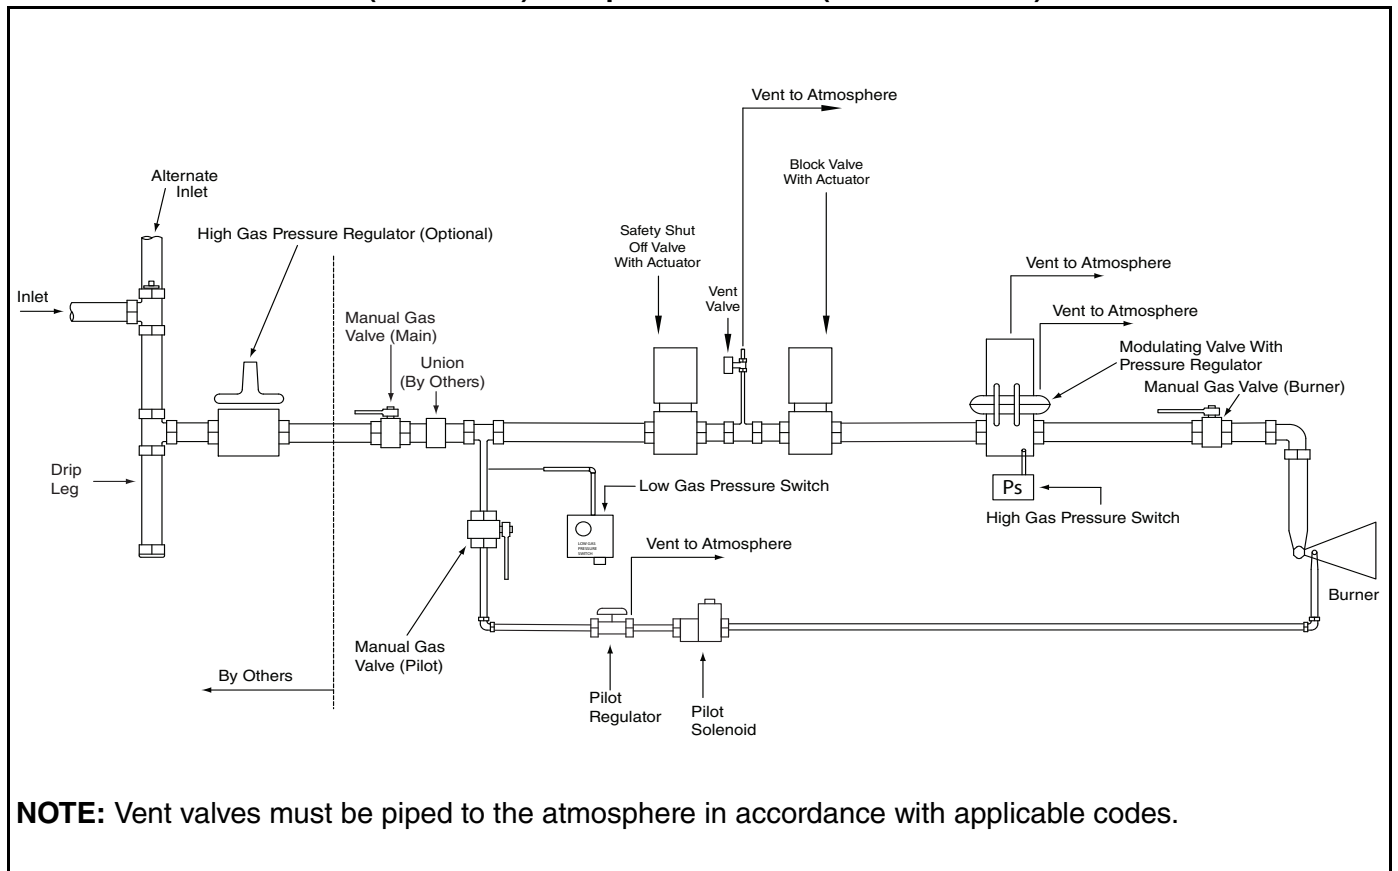 Vent to Atmosphere
Block Valve
With Actuator
Alternate
Inlet
High Gas Pressure Regulator (Optional)
Safety Shut
Off Valve
With Actuator
Vent to Atmosphere
Inlet
Vent
Valve
Vent to Atmosphere
Manual Gas
Valve (Main)
Union
(By Others)
Modulating Valve With
Pressure Regulator
Manual Gas Valve (Burner)
Drip
Leg
Low Gas Pressure Switch
Ps
High Gas Pressure Switch
LOW GAS
PRESSURE
SWITCH
Vent to Atmosphere
Burner
Manual Gas
Valve (Pilot)
By Others
Pilot
Regulator
Pilot
Solenoid
NOTE: Vent valves must be piped to the atmosphere in accordance with applicable codes.